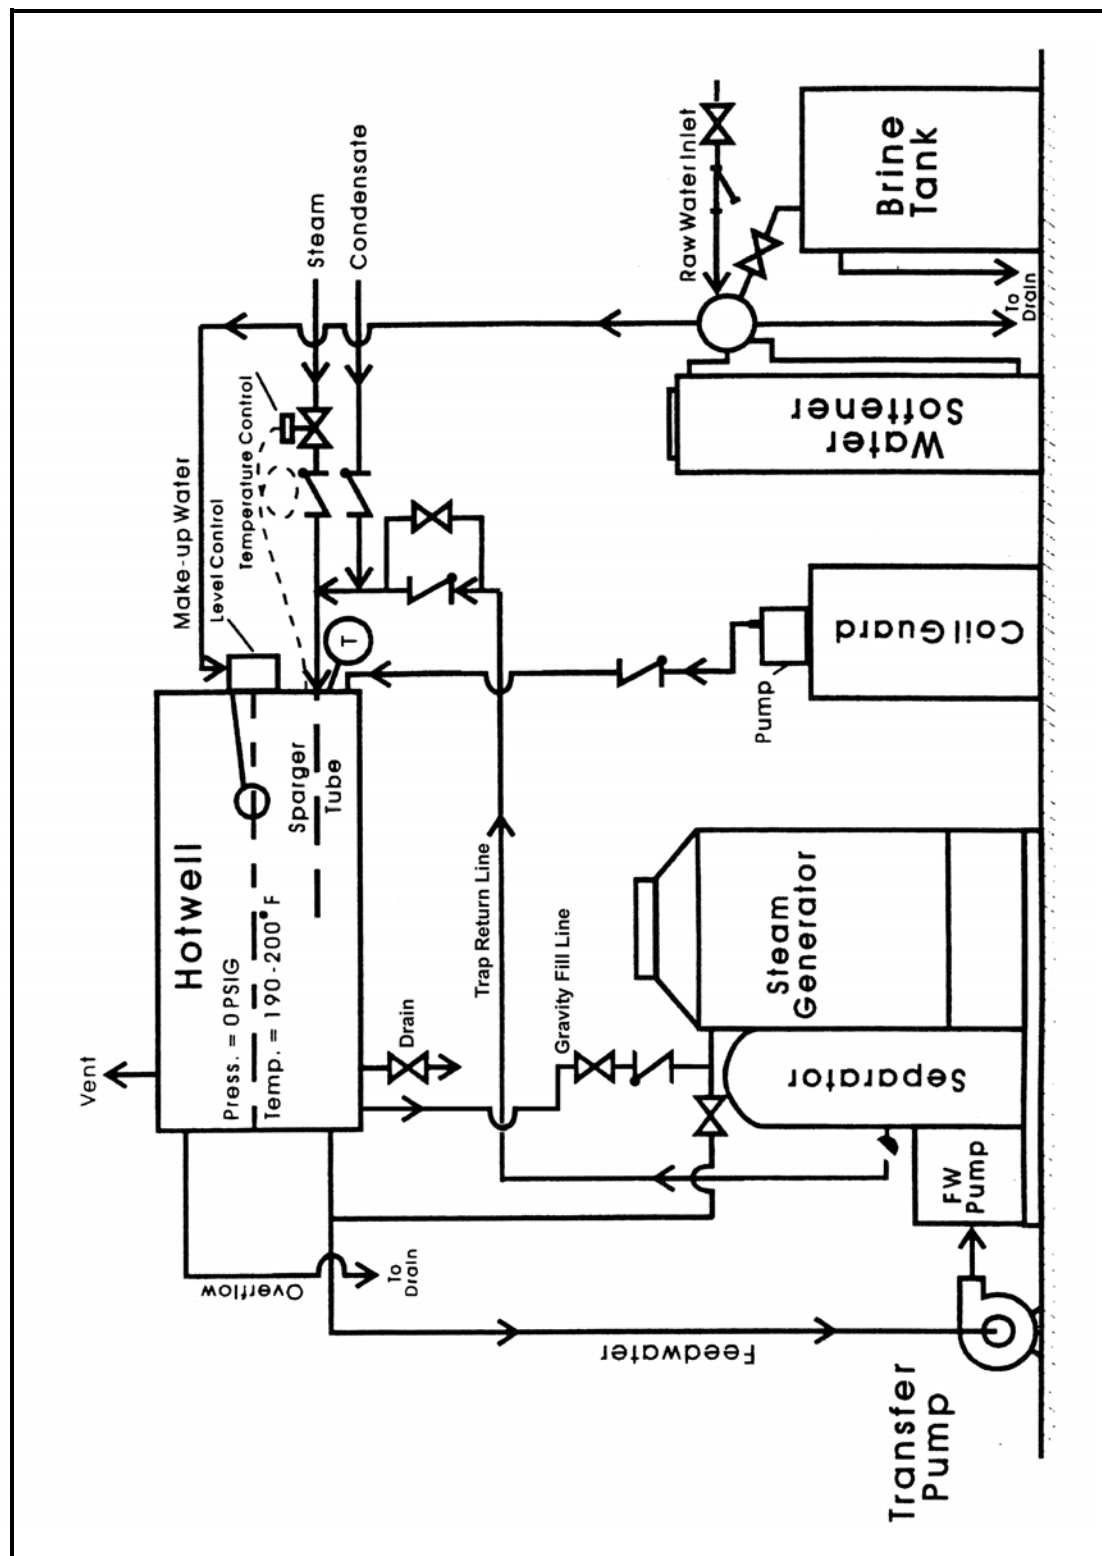 Vent
Hotwell
Press. = 0 PSIG
Temp. = 190-200°F
Sparger
Tube
Make-up Water
Level Control
Temperature Control
Steam
Condensate
T
Overflow
To
Drain
Drain
Trap Return Line
Gravity Fill Line
Feedwater
Transfer
Pump
FW
Pump
Separator
Steam
Generator
Pump
Coil Guard
Water
Softener
Raw Water Inlet
To
Drain
Brine
Tank